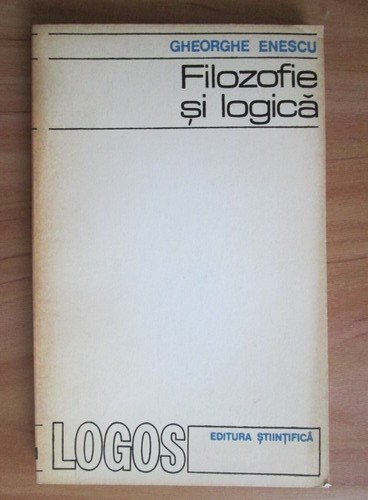 GHEORGHE ENESCU
Filozofie
și logică
LOGOS
EDITURA ȘTIINȚIFICĂ